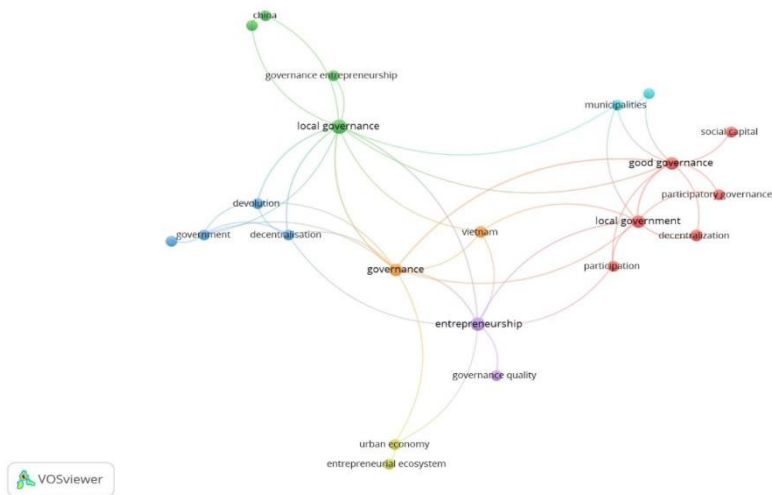 china
governance entrepreneurship
local governance
municipalities
social capital
good governance
participatory governance
devolution
local government
government
decentralisation
vietnam
decentralization
governance
participation
entrepreneurship
governance quality
urban economy
entrepreneurial ecosystem
VOSviewer